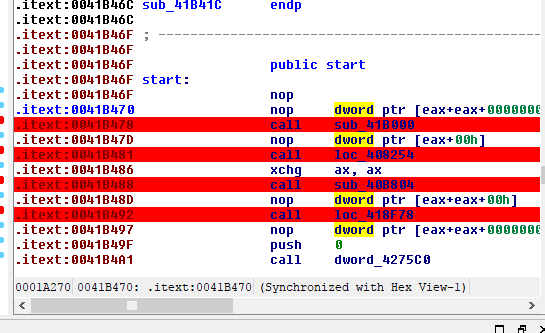 .itext:0041B46C sub_41B41C endp
.itext:0041B46C
.itext:0041B46F ; ---------------------------------------------
.itext:0041B46F
.itext:0041B46F public start
.itext:0041B46F start:
.itext:0041B46F nop
.itext:0041B470 nop dword ptr [eax+eax+0000000
.itext:0041B478 call sub_41B000
.itext:0041B47D nop dword ptr [eax+00h]
.itext:0041B481 call loc_408254
.itext:0041B486 xchg ax, ax
.itext:0041B488 call sub_40B804
.itext:0041B48D nop dword ptr [eax+eax+00h]
.itext:0041B492 call loc_418F78
.itext:0041B497 nop dword ptr [eax+eax+0000000
.itext:0041B49F push 0
.itext:0041B4A1 call dword_4275C0
0001A270 0041B470: .itext:0041B470 (Synchronized with Hex View-1)